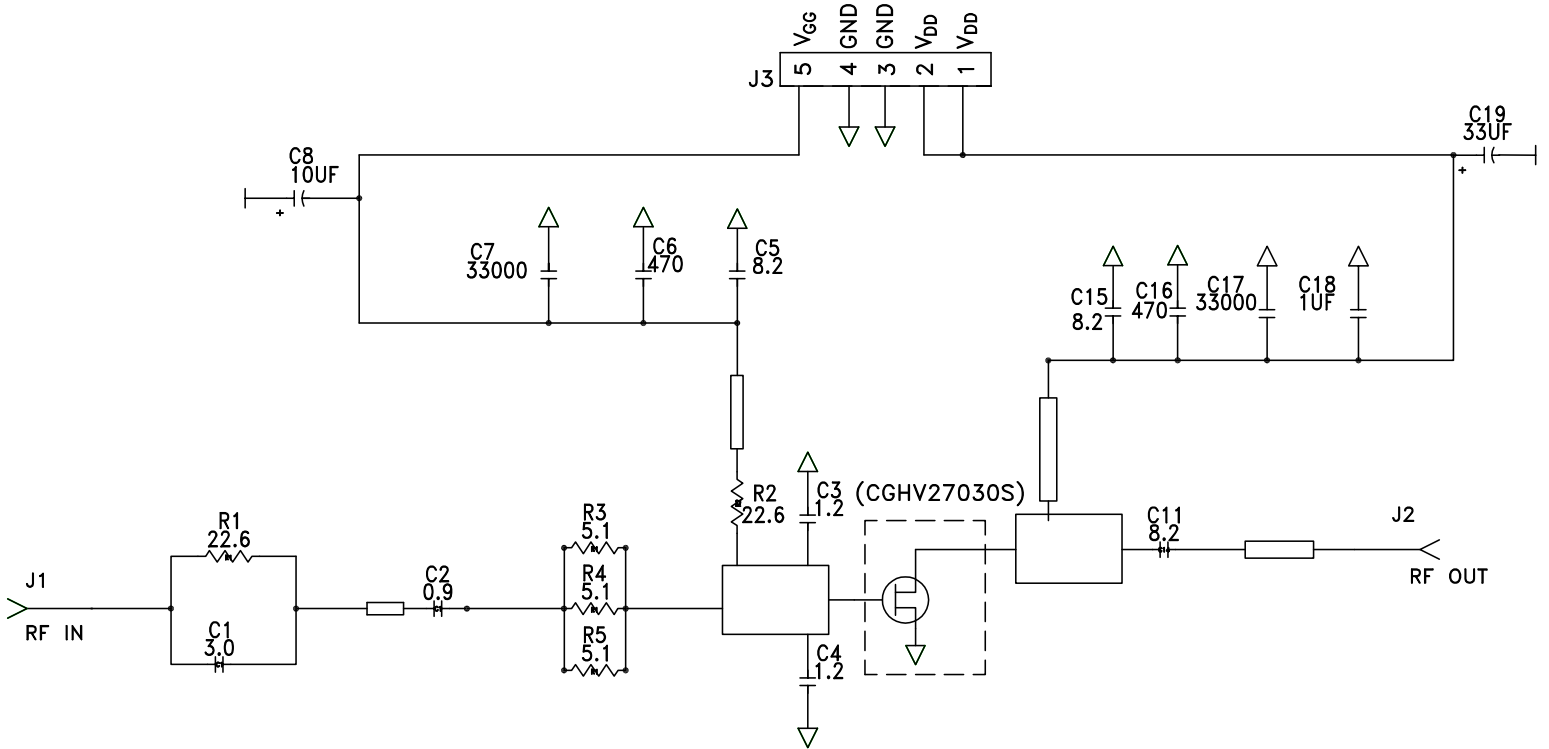 VGG
GND
GND
VDD
VDD
J3
5
4
3
2
1
C19
33UF
+
C8
10UF
+
C7
33000
C6
470
C5
8.2
C15
8.2
C16
470
C17
33000
C18
1UF
R2
22.6
C3
1.2
(CGHV27030S)
C11
8.2
J2
RF OUT
R1
22.6
J1
RF IN
C1
3.0
C2
0.9
R3
5.1
R4
5.1
R5
5.1
C4
1.2